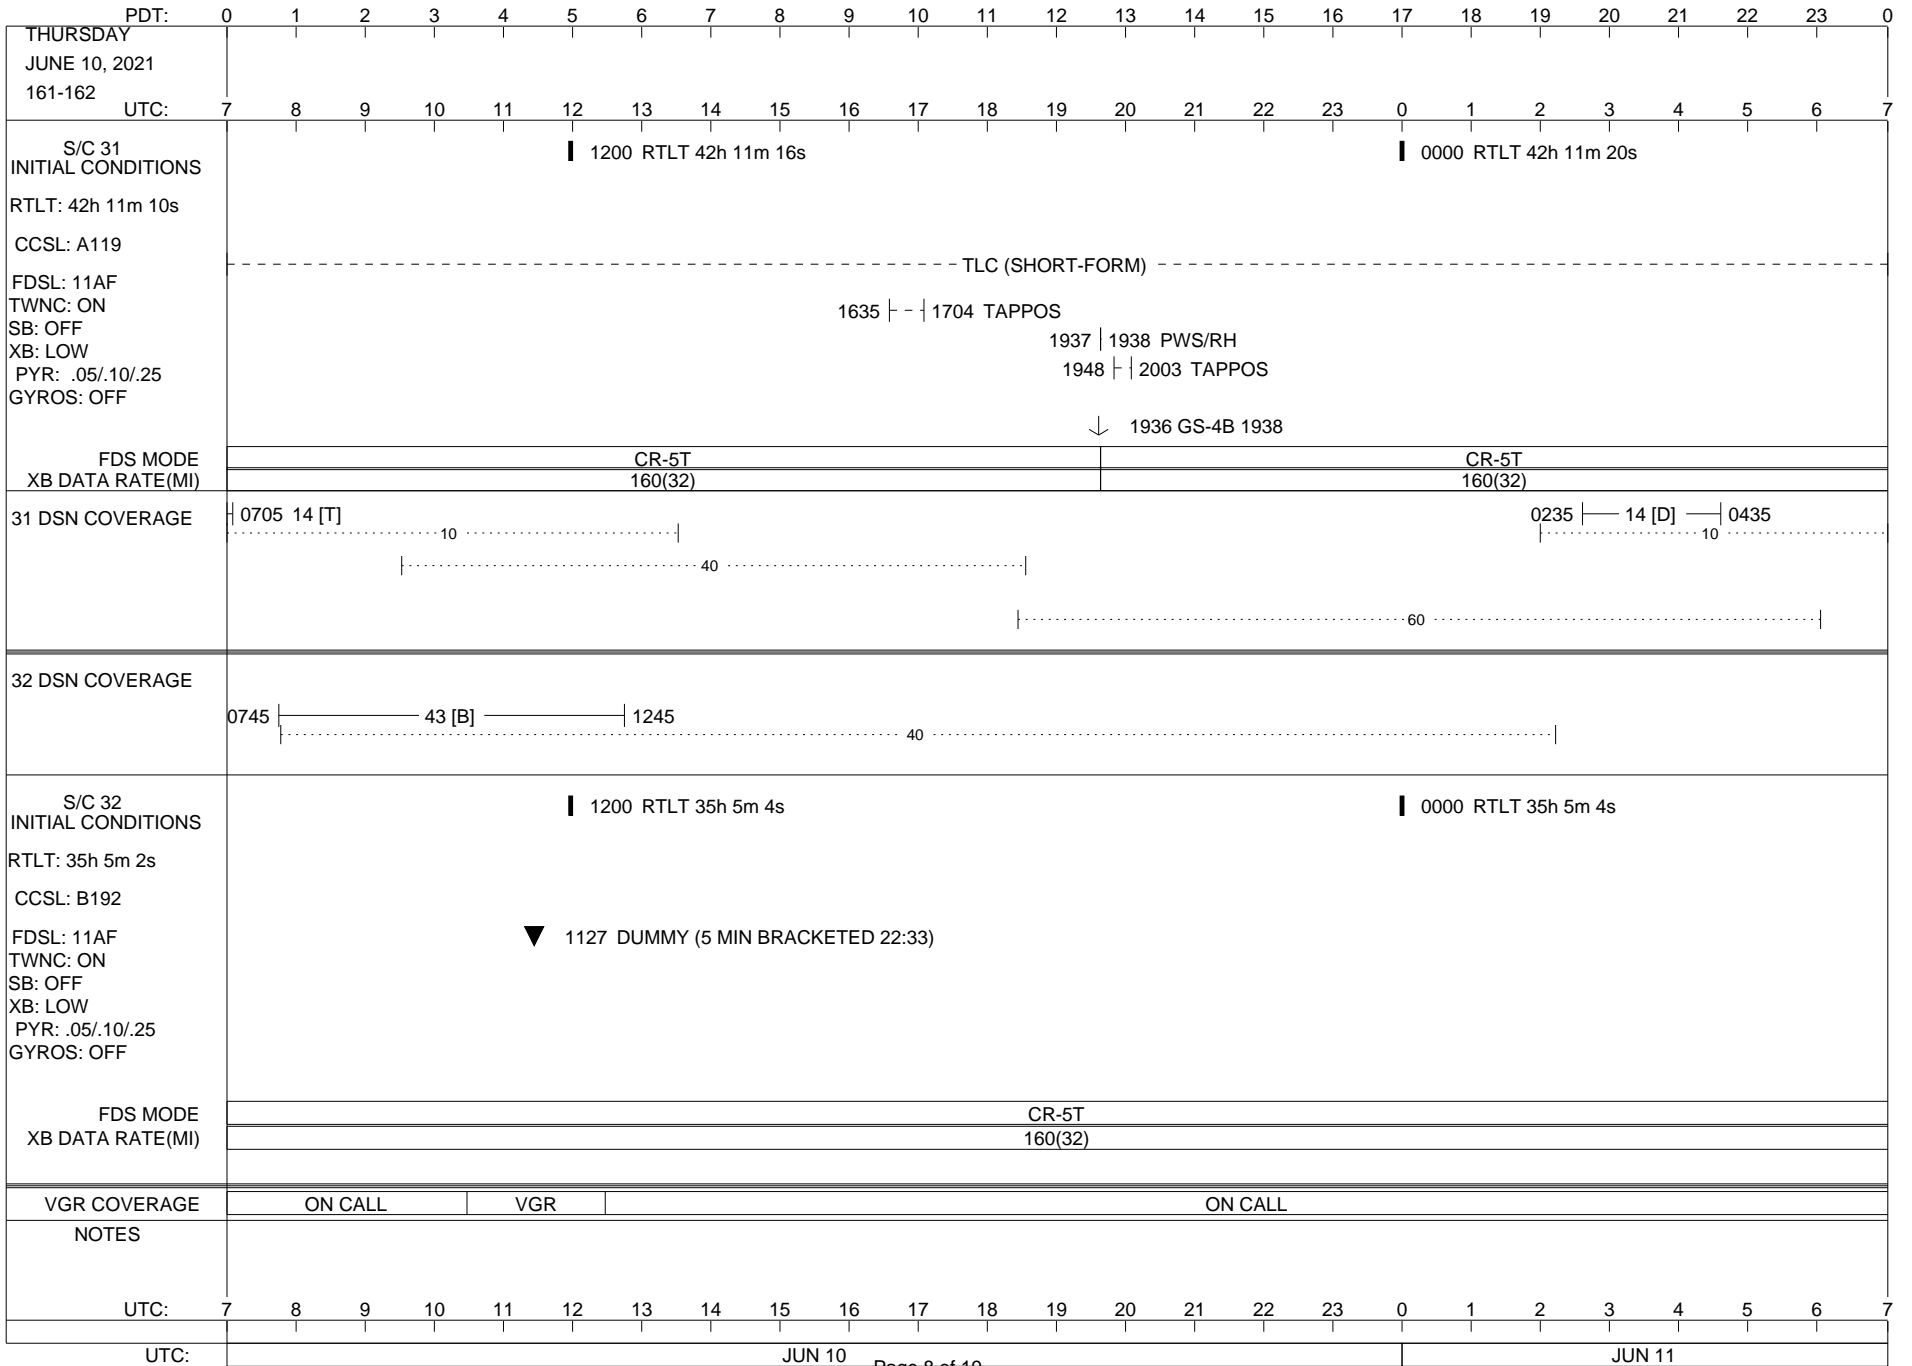 PDT: 0 1 2 3 4 5 6 7 8 9 10 11 12 13 14 15 16 17 18 19 20 21 22 23 0
THURSDAY
JUNE 10, 2021
161-162
UTC: 7 8 9 10 11 12 13 14 15 16 17 18 19 20 21 22 23 0 1 2 3 4 5 6 7
S/C 31
INITIAL CONDITIONS
1200 RTLT 42h 11m 16s
0000 RTLT 42h 11m 20s
RTLT: 42h 11m 10s
CCSL: A119
TLC (SHORT-FORM)
FDSL: 11AF
TWNC: ON
1635 1704 TAPPOS
SB: OFF
1937 1938 PWS/RH
XB: LOW
1948 2003 TAPPOS
PYR: .05/.10/.25
GYROS: OFF
1936 GS-4B 1938
FDS MODE CR-5T CR-5T
XB DATA RATE(MI) 160(32) 160(32)
31 DSN COVERAGE 0705 14 [T] 0235 14 [D] 0435
10 10
40
60
32 DSN COVERAGE
0745 43 [B] 1245
40
S/C 32
INITIAL CONDITIONS
1200 RTLT 35h 5m 4s
0000 RTLT 35h 5m 4s
RTLT: 35h 5m 2s
CCSL: B192
FDSL: 11AF
1127 DUMMY (5 MIN BRACKETED 22:33)
TWNC: ON
SB: OFF
XB: LOW
PYR: .05/.10/.25
GYROS: OFF
FDS MODE CR-5T
XB DATA RATE(MI) 160(32)
VGR COVERAGE ON CALL VGR ON CALL
NOTES
UTC: 7 8 9 10 11 12 13 14 15 16 17 18 19 20 21 22 23 0 1 2 3 4 5 6 7
UTC: JUN 10 JUN 11
Page 8 of 19